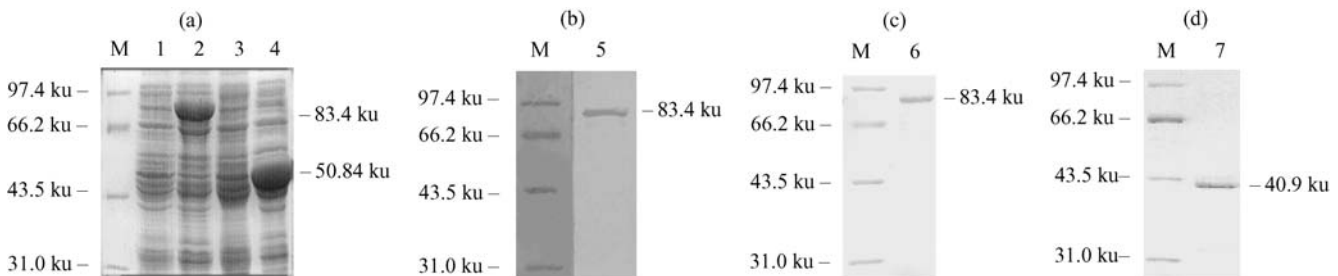 (a)
M 1 2 3 4
97.4 ku –
66.2 ku –
43.5 ku –
31.0 ku –
– 83.4 ku
– 50.84 ku
(b)
M 5
97.4 ku –
66.2 ku –
43.5 ku –
31.0 ku –
– 83.4 ku
(c)
M 6
97.4 ku –
66.2 ku –
43.5 ku –
31.0 ku –
– 83.4 ku
(d)
M 7
97.4 ku –
66.2 ku –
43.5 ku–
31.0 ku–
– 40.9 ku